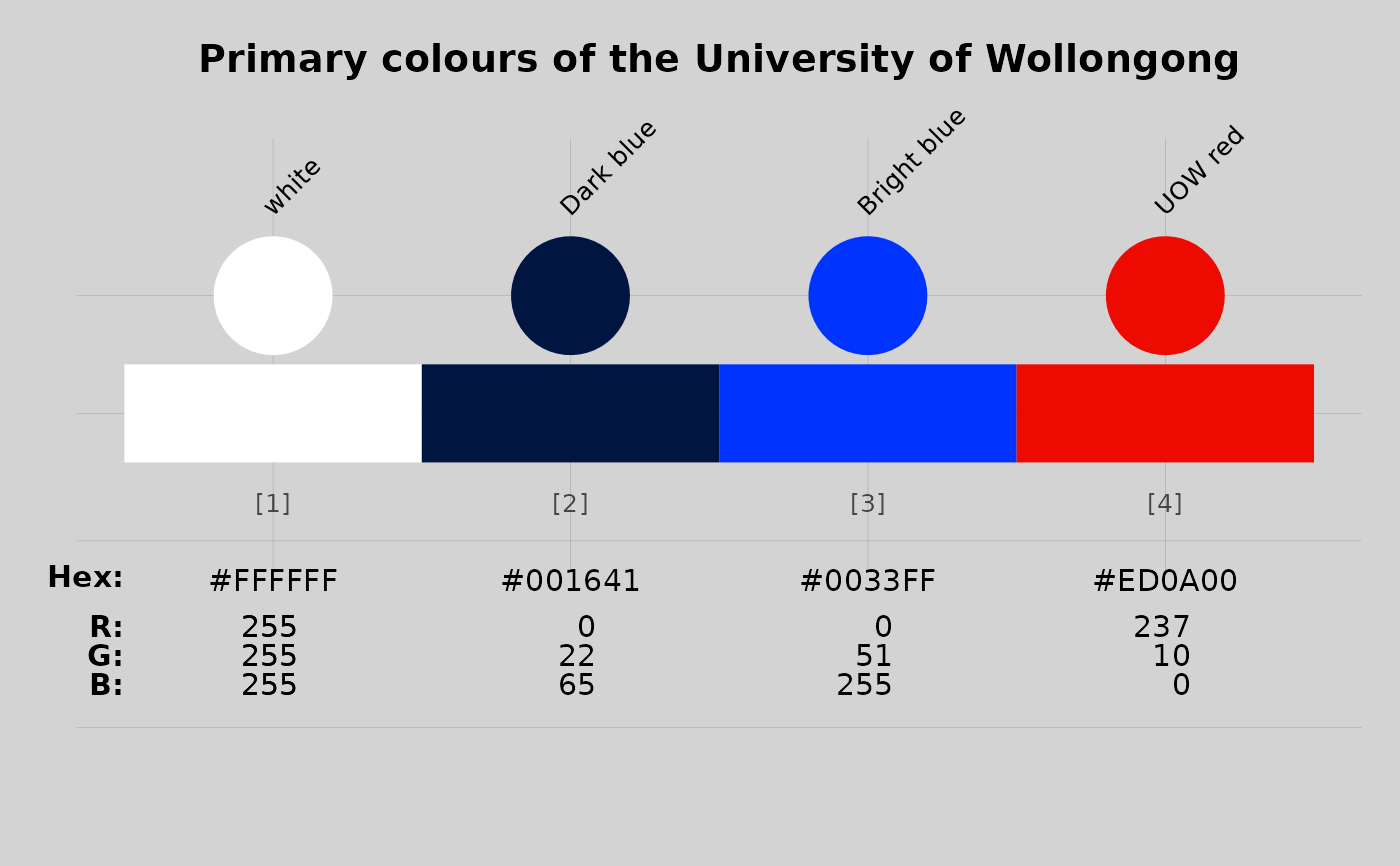 Primary colours of the University of Wollongong
white Dark blue Bright blue UOW red
[1] [2] [3] [4]
Hex: #FFFFFF #001641 #0033FF #ED0A00
R: 255 0 0 237
G: 255 22 51 10
B: 255 65 255 0